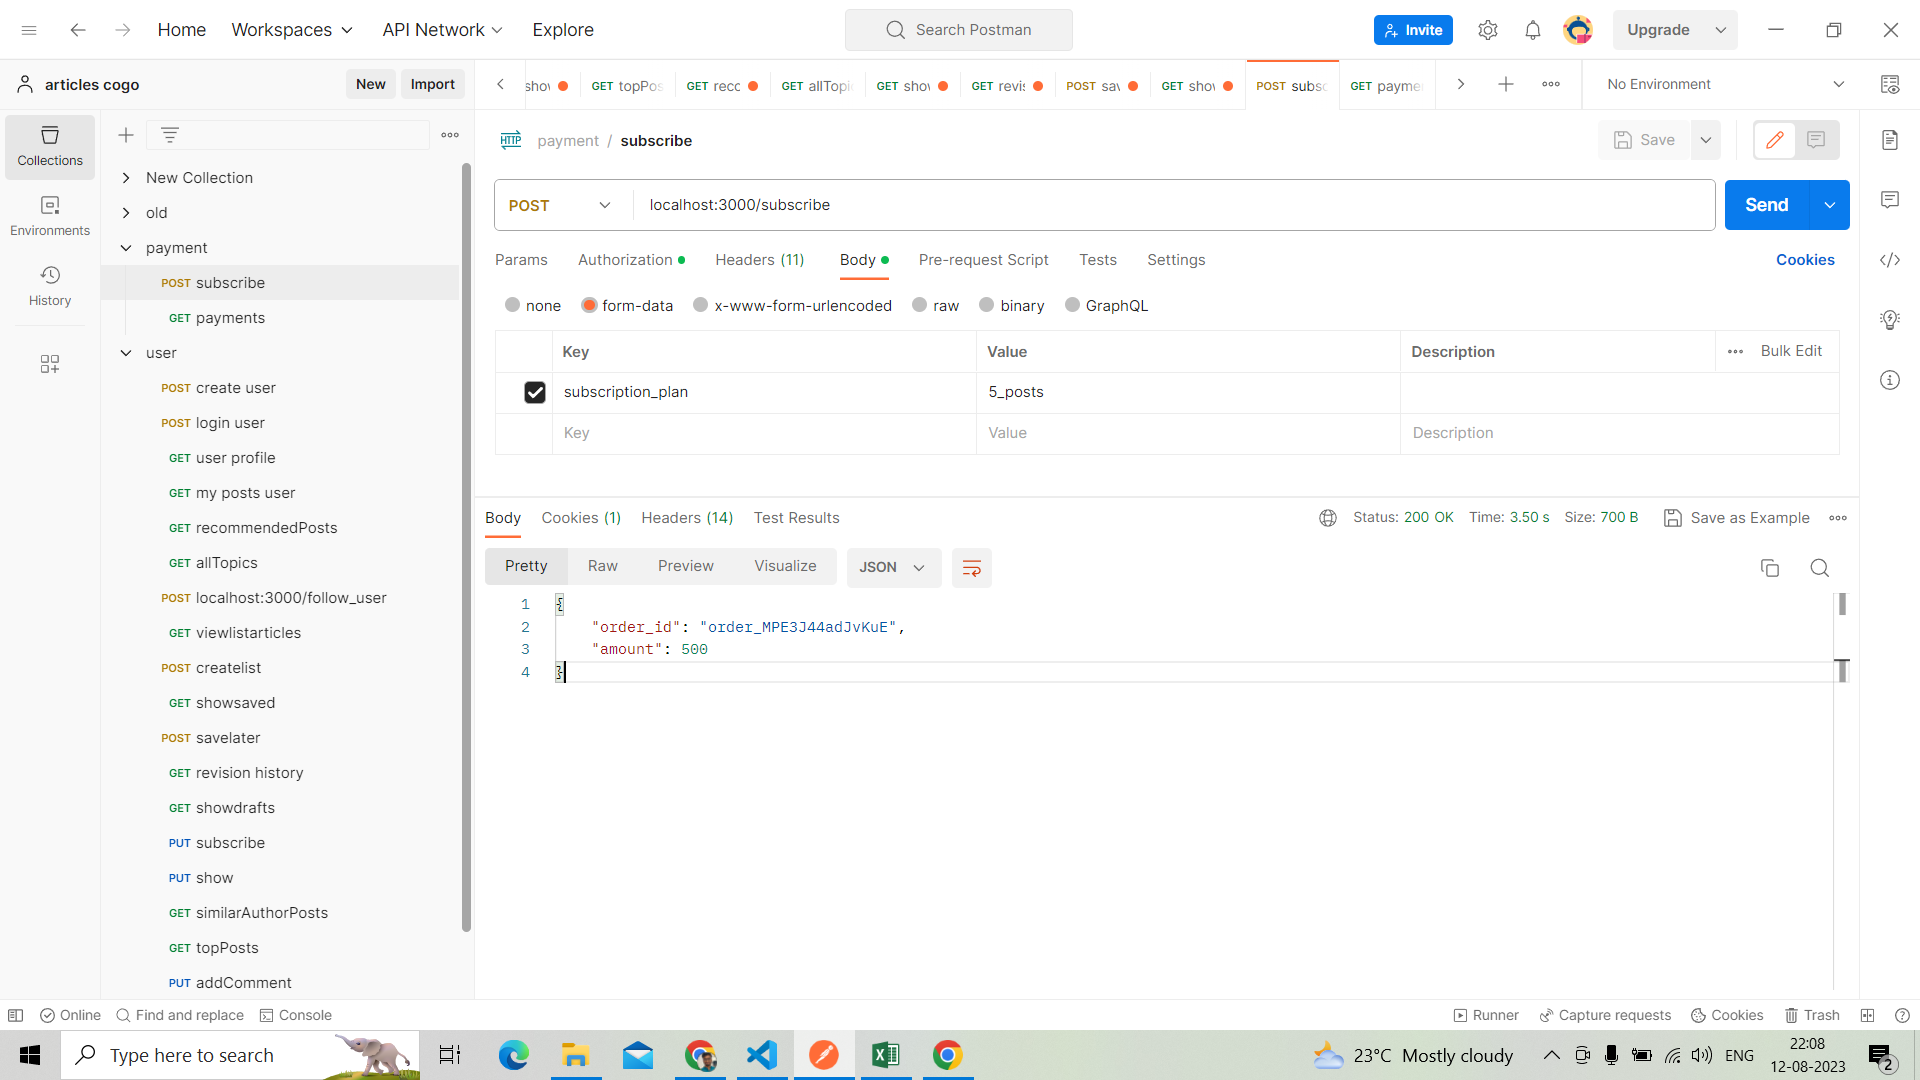 Home Workspaces API Network Explore Search Postman Invite Upgrade
articles cogo New Import
GET topPos GET recc GET allTopi GET sho GET revis POST sav GET sho POST subsc GET payme No Environment
Collections
Environments
History
New Collection
old
payment
POST subscribe
GET payments
user
POST create user
POST login user
GET user profile
GET my posts user
GET recommendedPosts
GET allTopics
POST localhost:3000/follow_user
GET viewlistarticles
POST createlist
GET showsaved
POST savelater
GET revision history
GET showdrafts
PUT subscribe
PUT show
GET similarAuthorPosts
GET topPosts
PUT addComment
HTTP payment / subscribe Save
POST localhost:3000/subscribe Send
Params Authorization Headers (11) Body Pre-request Script Tests Settings Cookies
none form-data x-www-form-urlencoded raw binary GraphQL
Key Value Description Bulk Edit
subscription_plan 5_posts
Key Value Description
Body Cookies (1) Headers (14) Test Results Status: 200 OK Time: 3.50 s Size: 700 B Save as Example
Pretty Raw Preview Visualize JSON
1 {
2 "order_id": "order_MPE3J44adJvKuE",
3 "amount": 500
4 }
Online Find and replace Console Runner Capture requests Cookies Trash
Type here to search 23°C Mostly cloudy ENG 22:08
12-08-2023 2